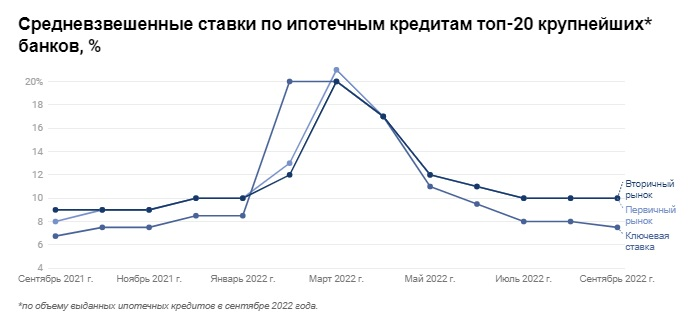 Средневзвешенные ставки по ипотечным кредитам топ-20 крупнейших*
банков, %
20%
18
16
14
12
10
8
6
4
Вторичный
рынок
Первичный
рынок
Ключевая
ставка
Сентябрь 2021 г.
Ноябрь 2021 г.
Январь 2022 г.
Март 2022 г.
Май 2022 г.
Июль 2022 г.
Сентябрь 2022 г.
*по объему выданных ипотечных кредитов в сентябре 2022 года.